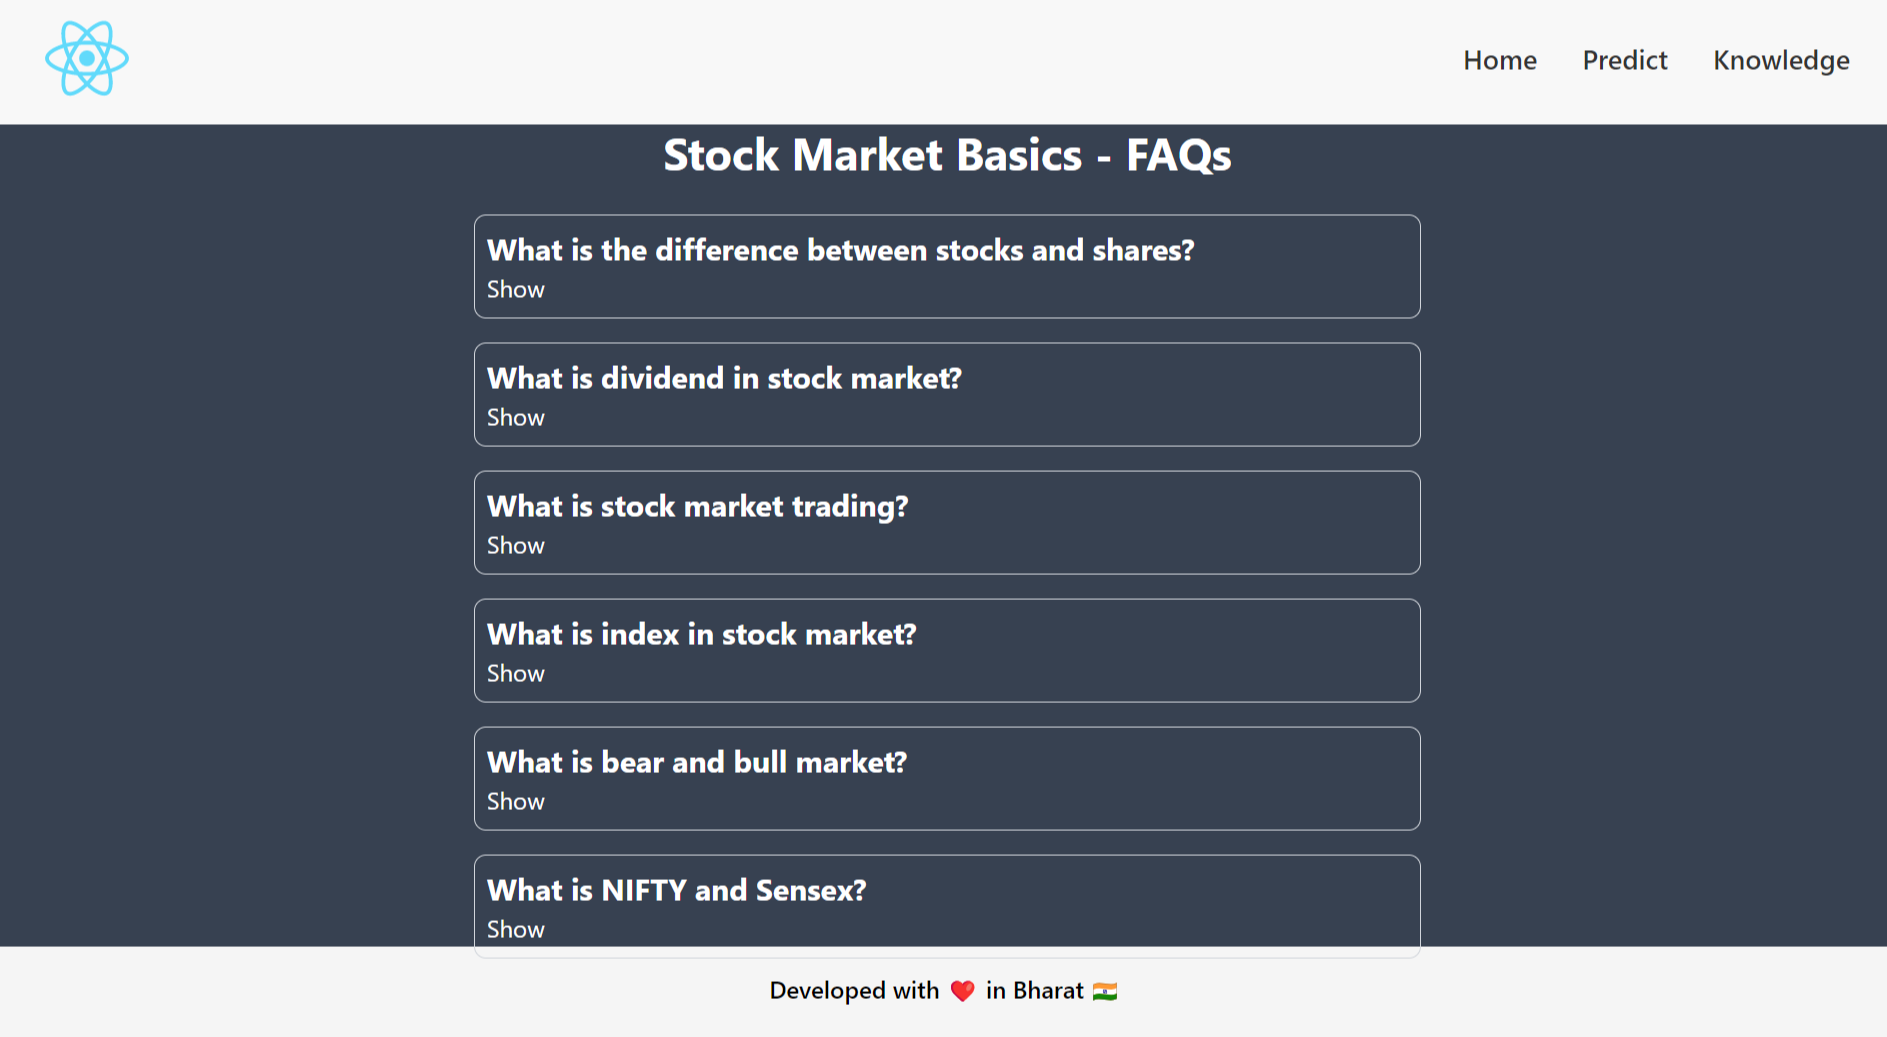 Home Predict Knowledge
Stock Market Basics - FAQs
What is the difference between stocks and shares?
Show
What is dividend in stock market?
Show
What is stock market trading?
Show
What is index in stock market?
Show
What is bear and bull market?
Show
What is NIFTY and Sensex?
Show
Developed with ❤️ in Bharat 🇮🇳